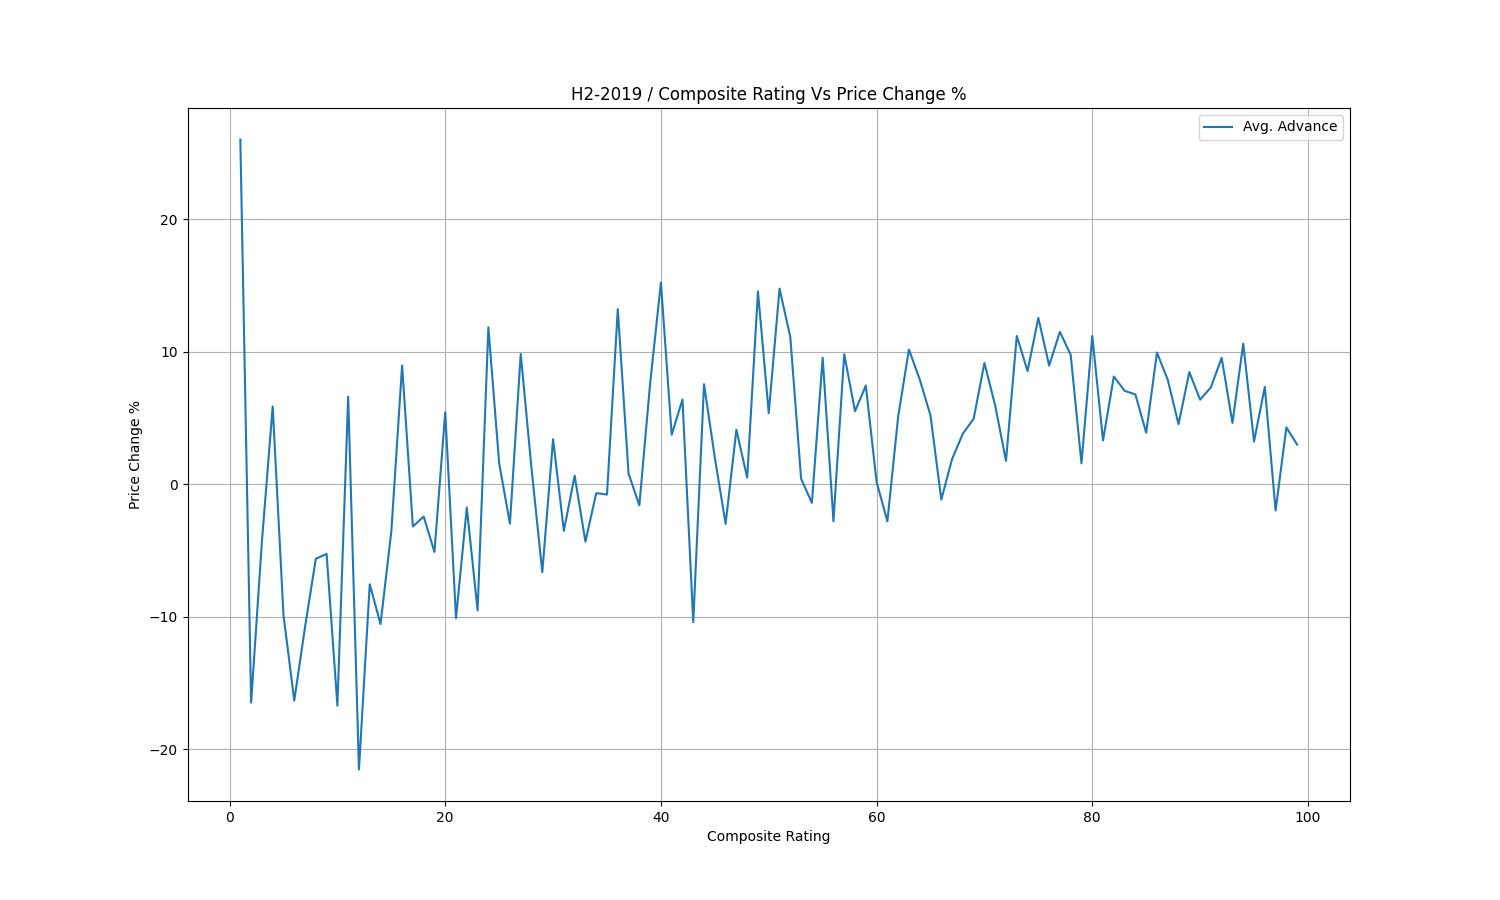 H2-2019 / Composite Rating Vs Price Change %
Avg. Advance
Price Change %
20
10
0
−10
−20
0 20 40 60 80 100
Composite Rating